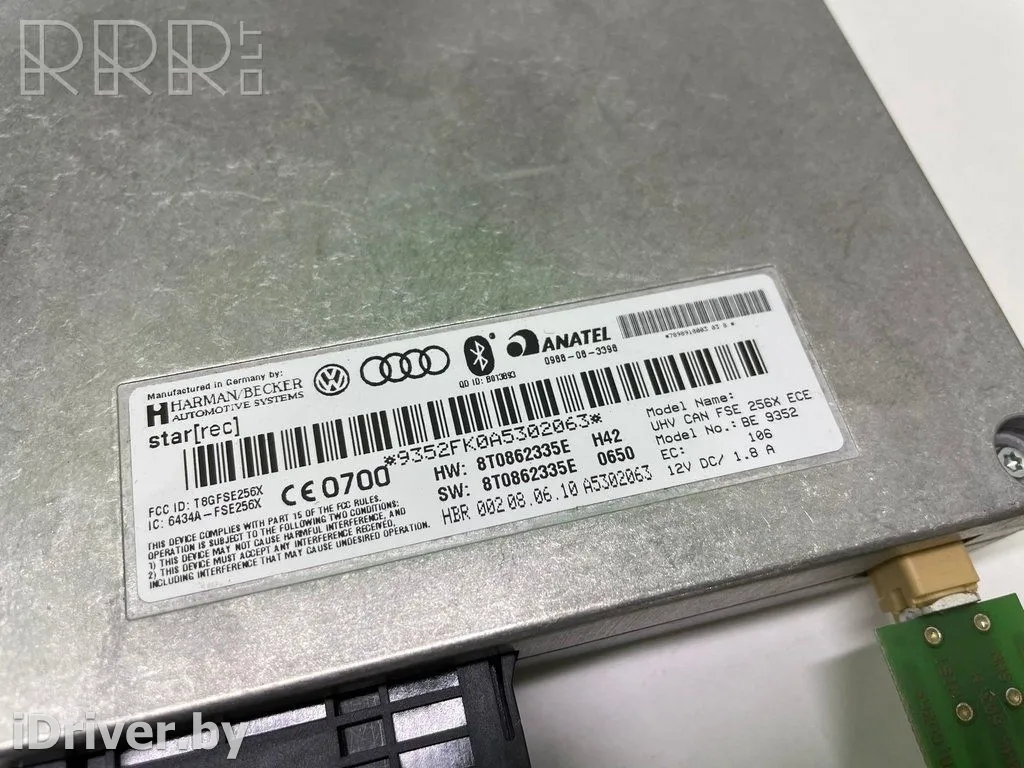 RRR.LT
Manufactured in Germany by:
HARMAN/BECKER
AUTOMOTIVE SYSTEMS
star[rec]
QD ID: B013893
ANATEL
0988-08-3398
*7898918003 03 8 *
*9352FK0A5302063*
FCC ID: T8GFSE256X
IC: 6434A-FSE256X
CE0700
HW: 8T0862335E H42
SW: 8T0862335E 0650
HBR 002 08.06.10 A5302063
Model Name:
UHV CAN FSE 256X ECE
Model No.: BE 9352
EC: 106
12V DC/ 1.8 A
THIS DEVICE COMPLIES WITH PART 15 OF THE FCC RULES.
OPERATION IS SUBJECT TO THE FOLLOWING TWO CONDITIONS:
1) THIS DEVICE MAY NOT CAUSE HARMFUL INTERFERENCE, AND
2) THIS DEVICE MUST ACCEPT ANY INTERFERENCE RECEIVED,
INCLUDING INTERFERENCE THAT MAY CAUSE UNDESIRED OPERATION.
iDriver.by